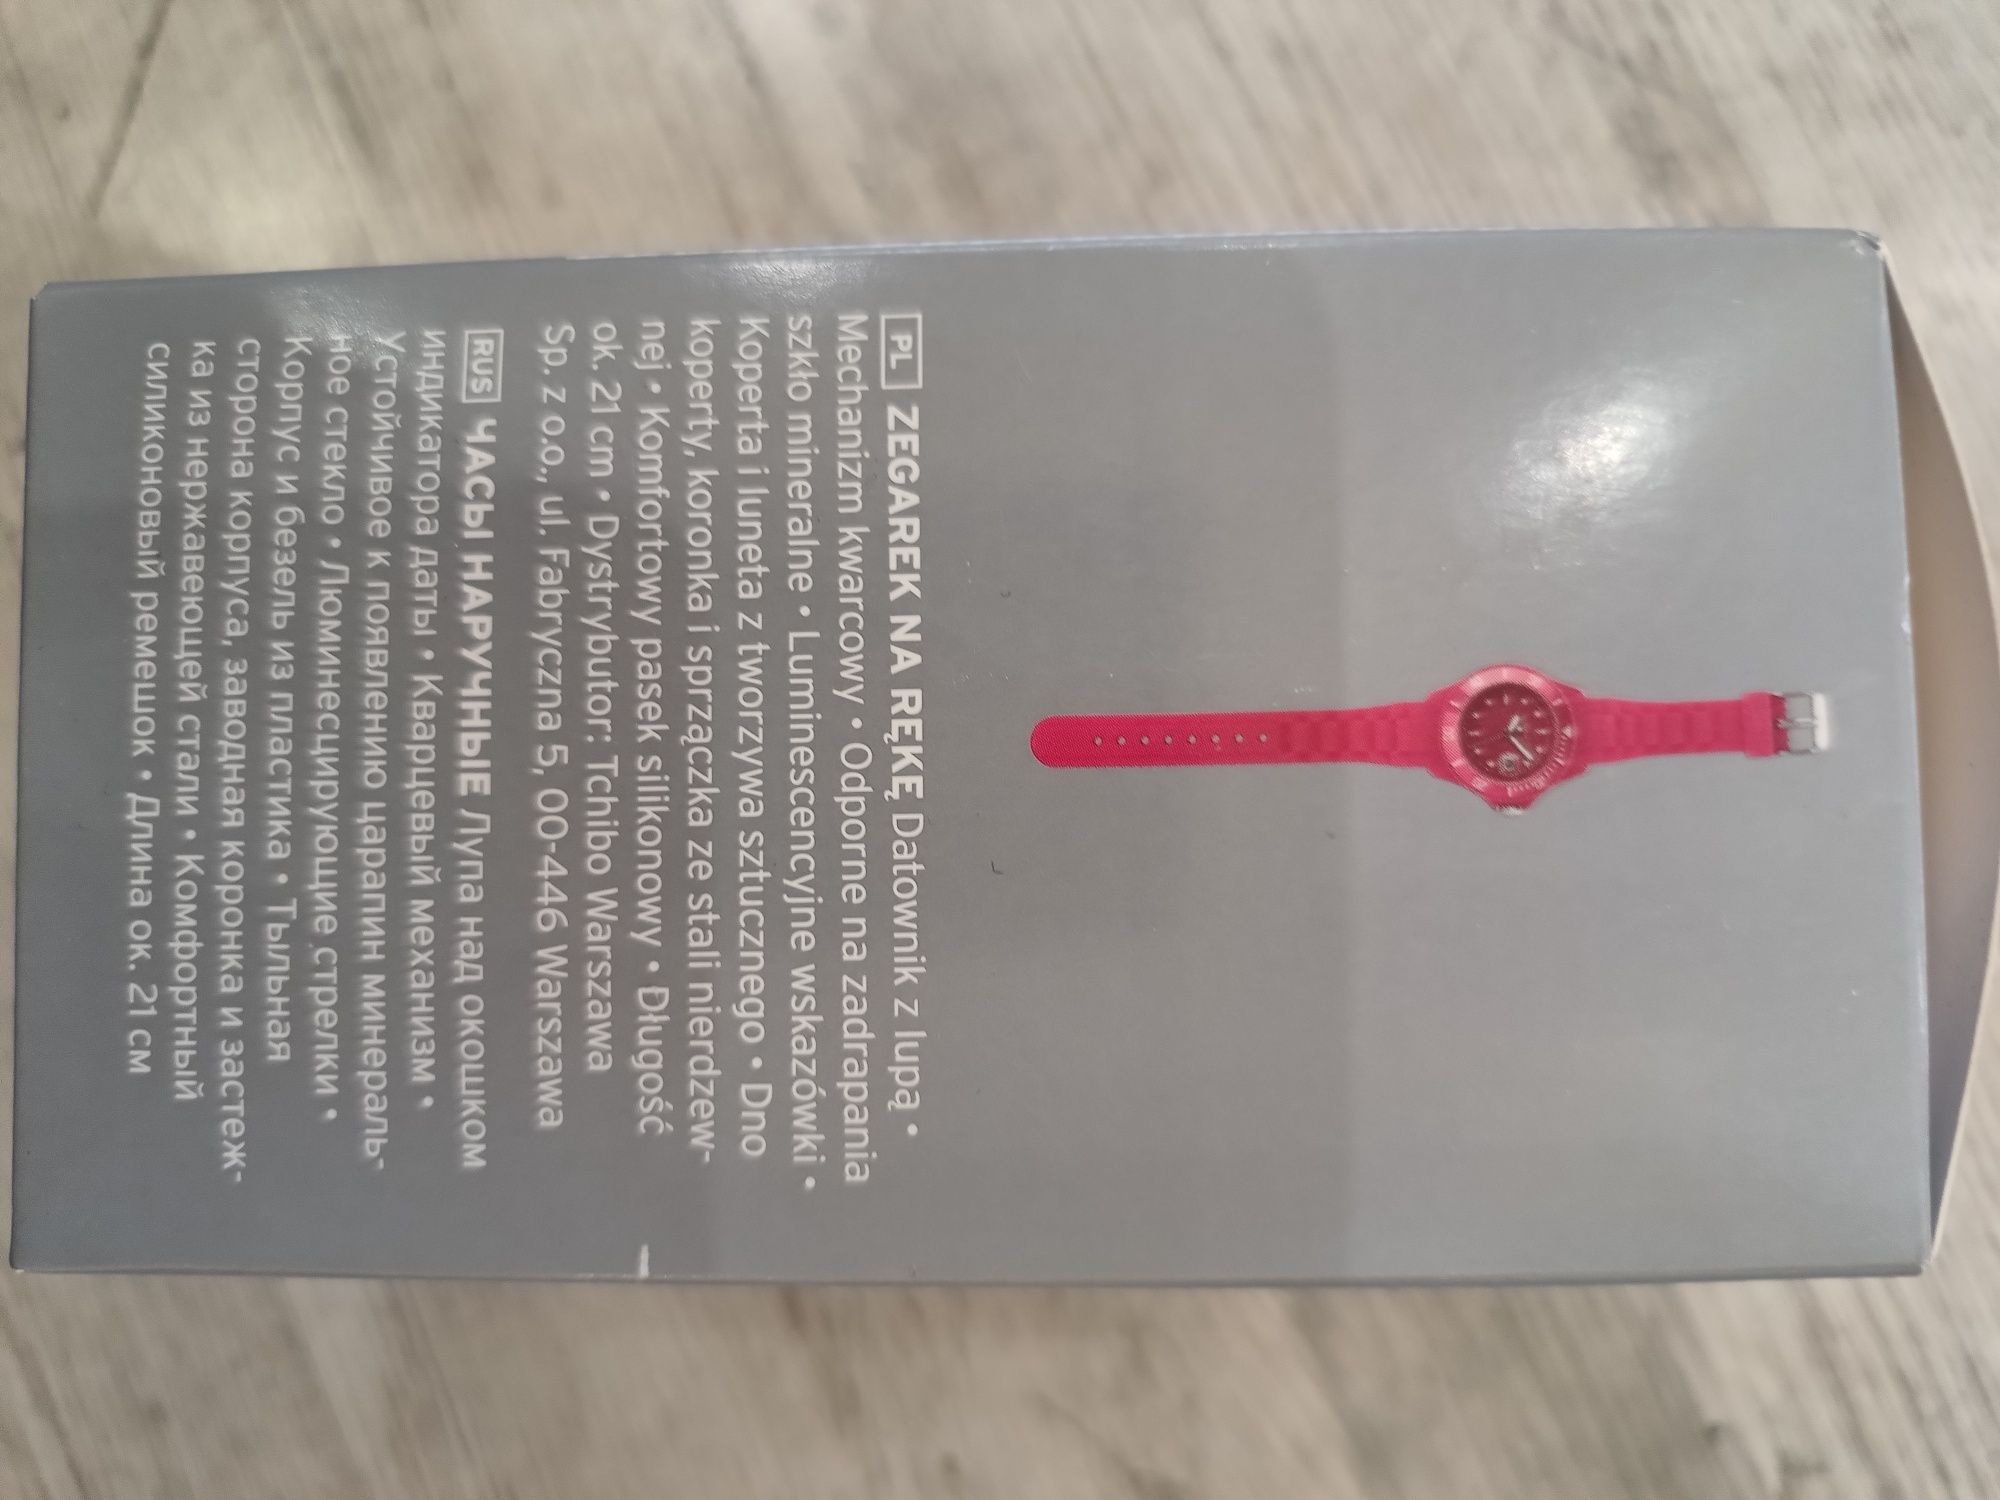 PL ZEGAREK NA RĘKĘ Datownik z lupą •
Mechanizm kwarcowy • Odporne na zadrapania
szkło mineralne • Luminescencyjne wskazówki •
Koperta i luneta z tworzywa sztucznego • Dno
koperty, koronka i sprzączka ze stali nierdzew-
nej • Komfortowy pasek silikonowy • Długość
ok. 21 cm • Dystrybutor: Tchibo Warszawa
Sp. z o.o., ul. Fabryczna 5, 00-446 Warszawa
RUS ЧАСЫ НАРУЧНЫЕ Лупа над окошком
индикатора даты • Кварцевый механизм •
Устойчивое к появлению царапин минераль-
ное стекло • Люминесцирующие стрелки •
Корпус и безель из пластика • Тыльная
сторона корпуса, заводная коронка и застеж-
ка из нержавеющей стали • Комфортный
силиконовый ремешок • Длина ок. 21 см